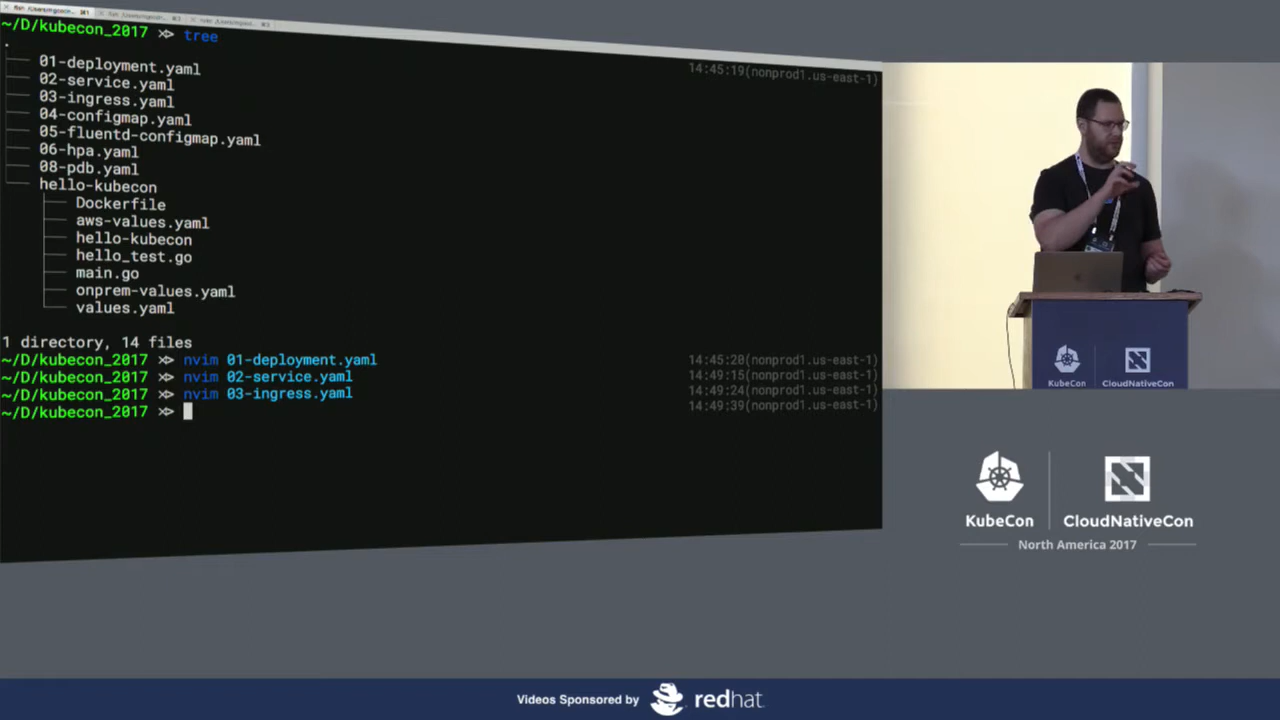 ~/D/kubecon_2017 >> tree
.
01-deployment.yaml
14:45:19(nonprod1.us-east-1)
02-service.yaml
03-ingress.yaml
04-configmap.yaml
05-fluentd-configmap.yaml
06-hpa.yaml
08-pdb.yaml
hello-kubecon
Dockerfile
aws-values.yaml
hello-kubecon
hello_test.go
main.go
onprem-values.yaml
values.yaml
1 directory, 14 files
~/D/kubecon_2017 >> nvim 01-deployment.yaml 14:45:20(nonprod1.us-east-1)
~/D/kubecon_2017 >> nvim 02-service.yaml 14:49:15(nonprod1.us-east-1)
~/D/kubecon_2017 >> nvim 03-ingress.yaml 14:49:24(nonprod1.us-east-1)
~/D/kubecon_2017 >> 14:49:39(nonprod1.us-east-1)
KubeCon CloudNativeCon
KubeCon CloudNativeCon
North America 2017
Videos Sponsored by redhat